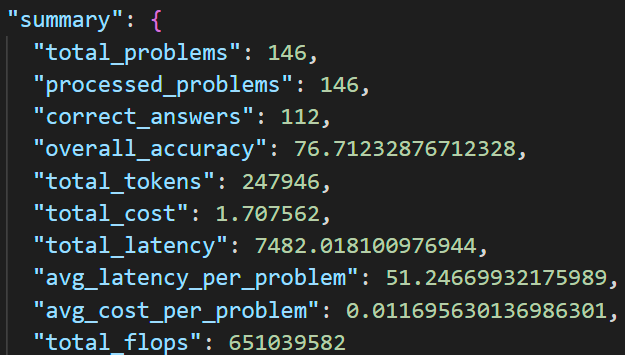 "summary": {
"total_problems": 146,
"processed_problems": 146,
"correct_answers": 112,
"overall_accuracy": 76.71232876712328,
"total_tokens": 247946,
"total_cost": 1.707562,
"total_latency": 7482.018100976944,
"avg_latency_per_problem": 51.24669932175989,
"avg_cost_per_problem": 0.011695630136986301,
"total_flops": 651039582